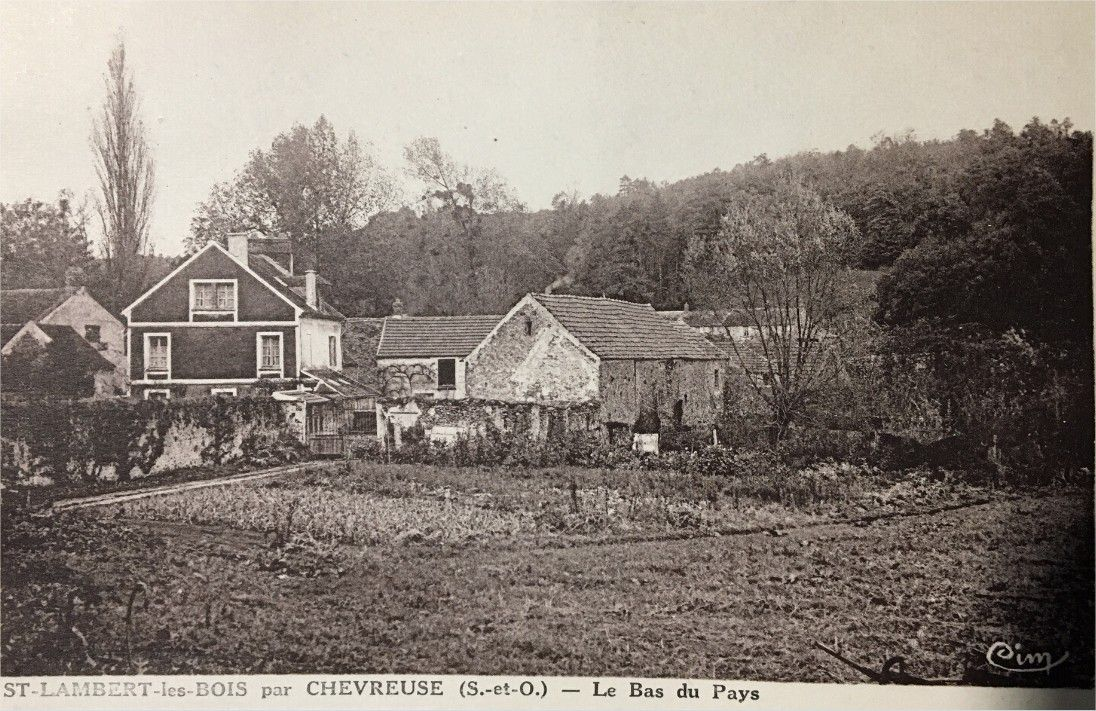 Cim
ST-LAMBERT-les-BOIS par CHEVREUSE (S.-et-O.) — Le Bas du Pays